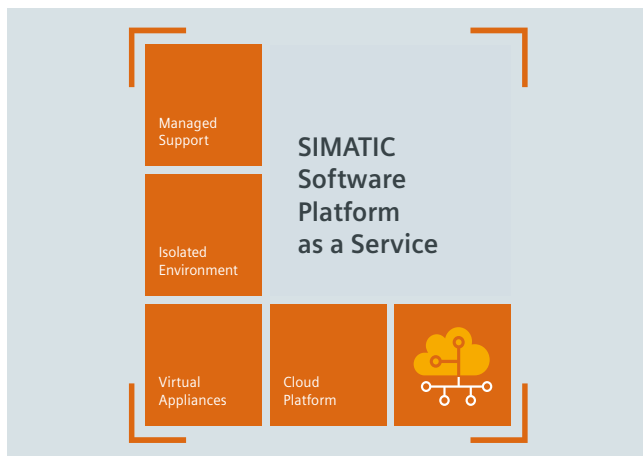 Managed
Support
SIMATIC
Software
Platform
as a Service
Isolated
Environment
Virtual
Appliances
Cloud
Platform